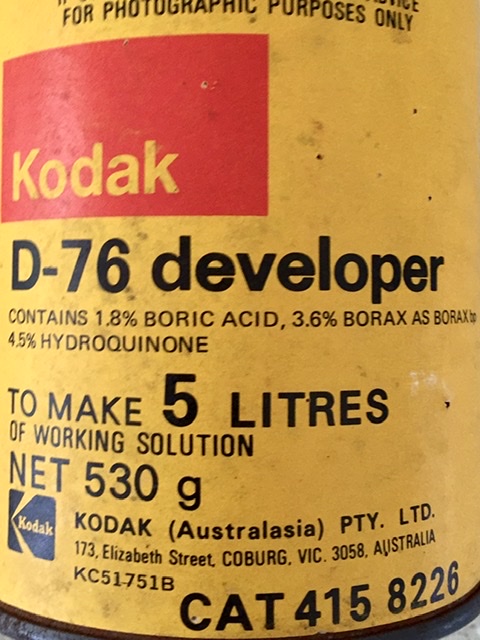 FOR PHOTOGRAPHIC PURPOSES ONLY
Kodak
D-76 developer
CONTAINS 1.8% BORIC ACID, 3.6% BORAX AS BORAX bp
4.5% HYDROQUINONE
TO MAKE 5 LITRES
OF WORKING SOLUTION
NET 530 g
Kodak
KODAK (Australasia) PTY. LTD.
173, Elizabeth Street, COBURG, VIC. 3058, AUSTRALIA
KC51751B
CAT 415 8226